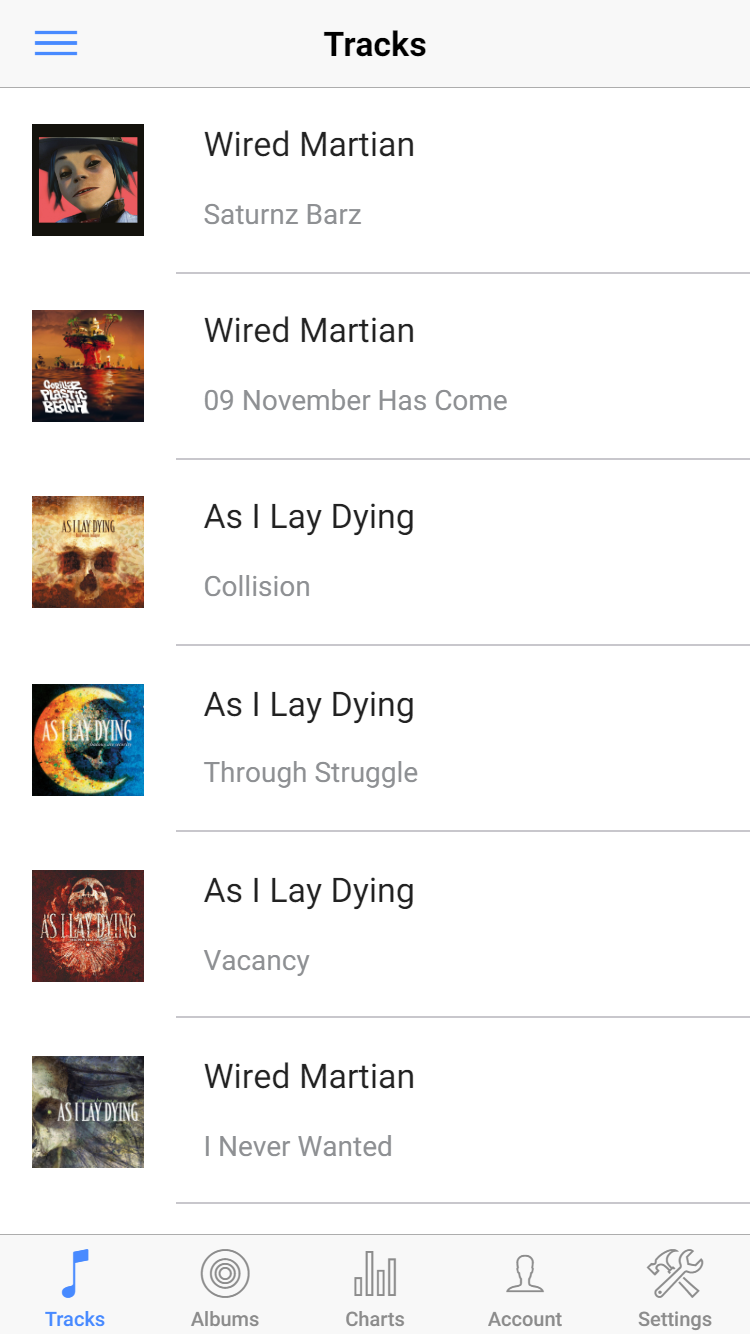 Tracks
Wired Martian
Saturnz Barz
Wired Martian
09 November Has Come
GORILLAZ
PLASTIC
BEACH
As I Lay Dying
Collision
AS I LAY DYING
As I Lay Dying
Through Struggle
AS I LAY DYING
As I Lay Dying
Vacancy
AS I LAY DYING
Wired Martian
I Never Wanted
AS I LAY DYING
Tracks
Albums
Charts
Account
Settings